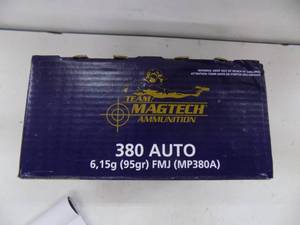 TEAM
MAGTECH
AMMUNITION
380 AUTO
6,15g (95gr) FMJ (MP380A)